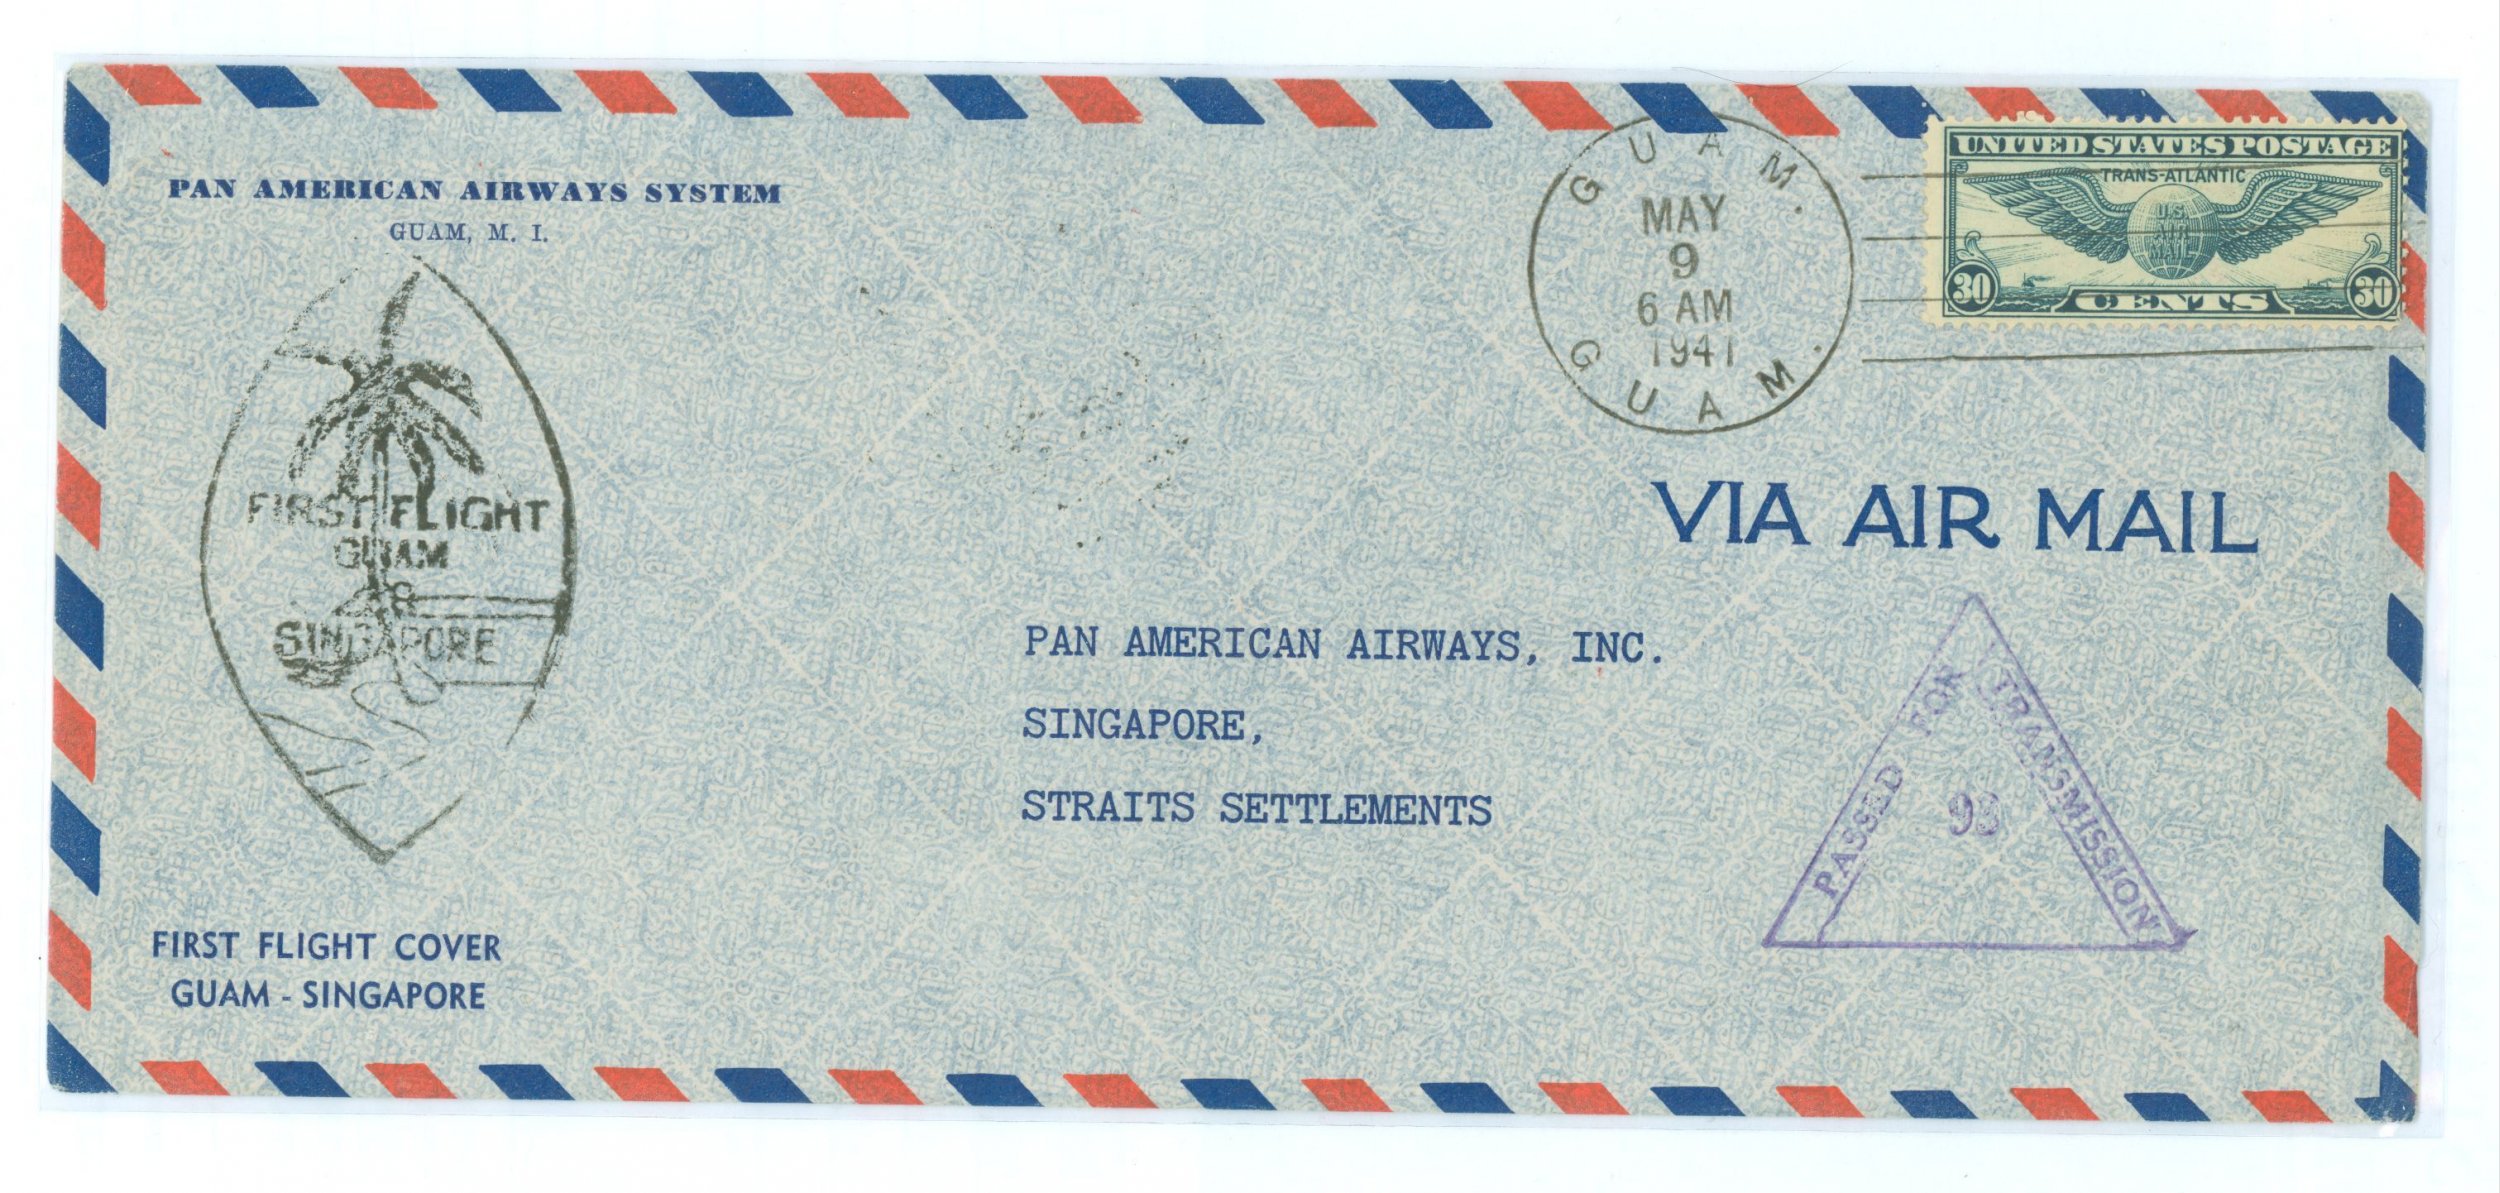 PAN AMERICAN AIRWAYS SYSTEM
GUAM, M. I.
FIRST FLIGHT
GUAM
SINGAPORE
FIRST FLIGHT COVER
GUAM - SINGAPORE
GUAM.
MAY
9
6 AM
1941
GUAM.
UNITED STATES POSTAGE
TRANS-ATLANTIC
U.S.
AIR
MAIL
30 CENTS 30
VIA AIR MAIL
PAN AMERICAN AIRWAYS, INC.
SINGAPORE,
STRAITS SETTLEMENTS
PASSED FOR TRANSMISSION